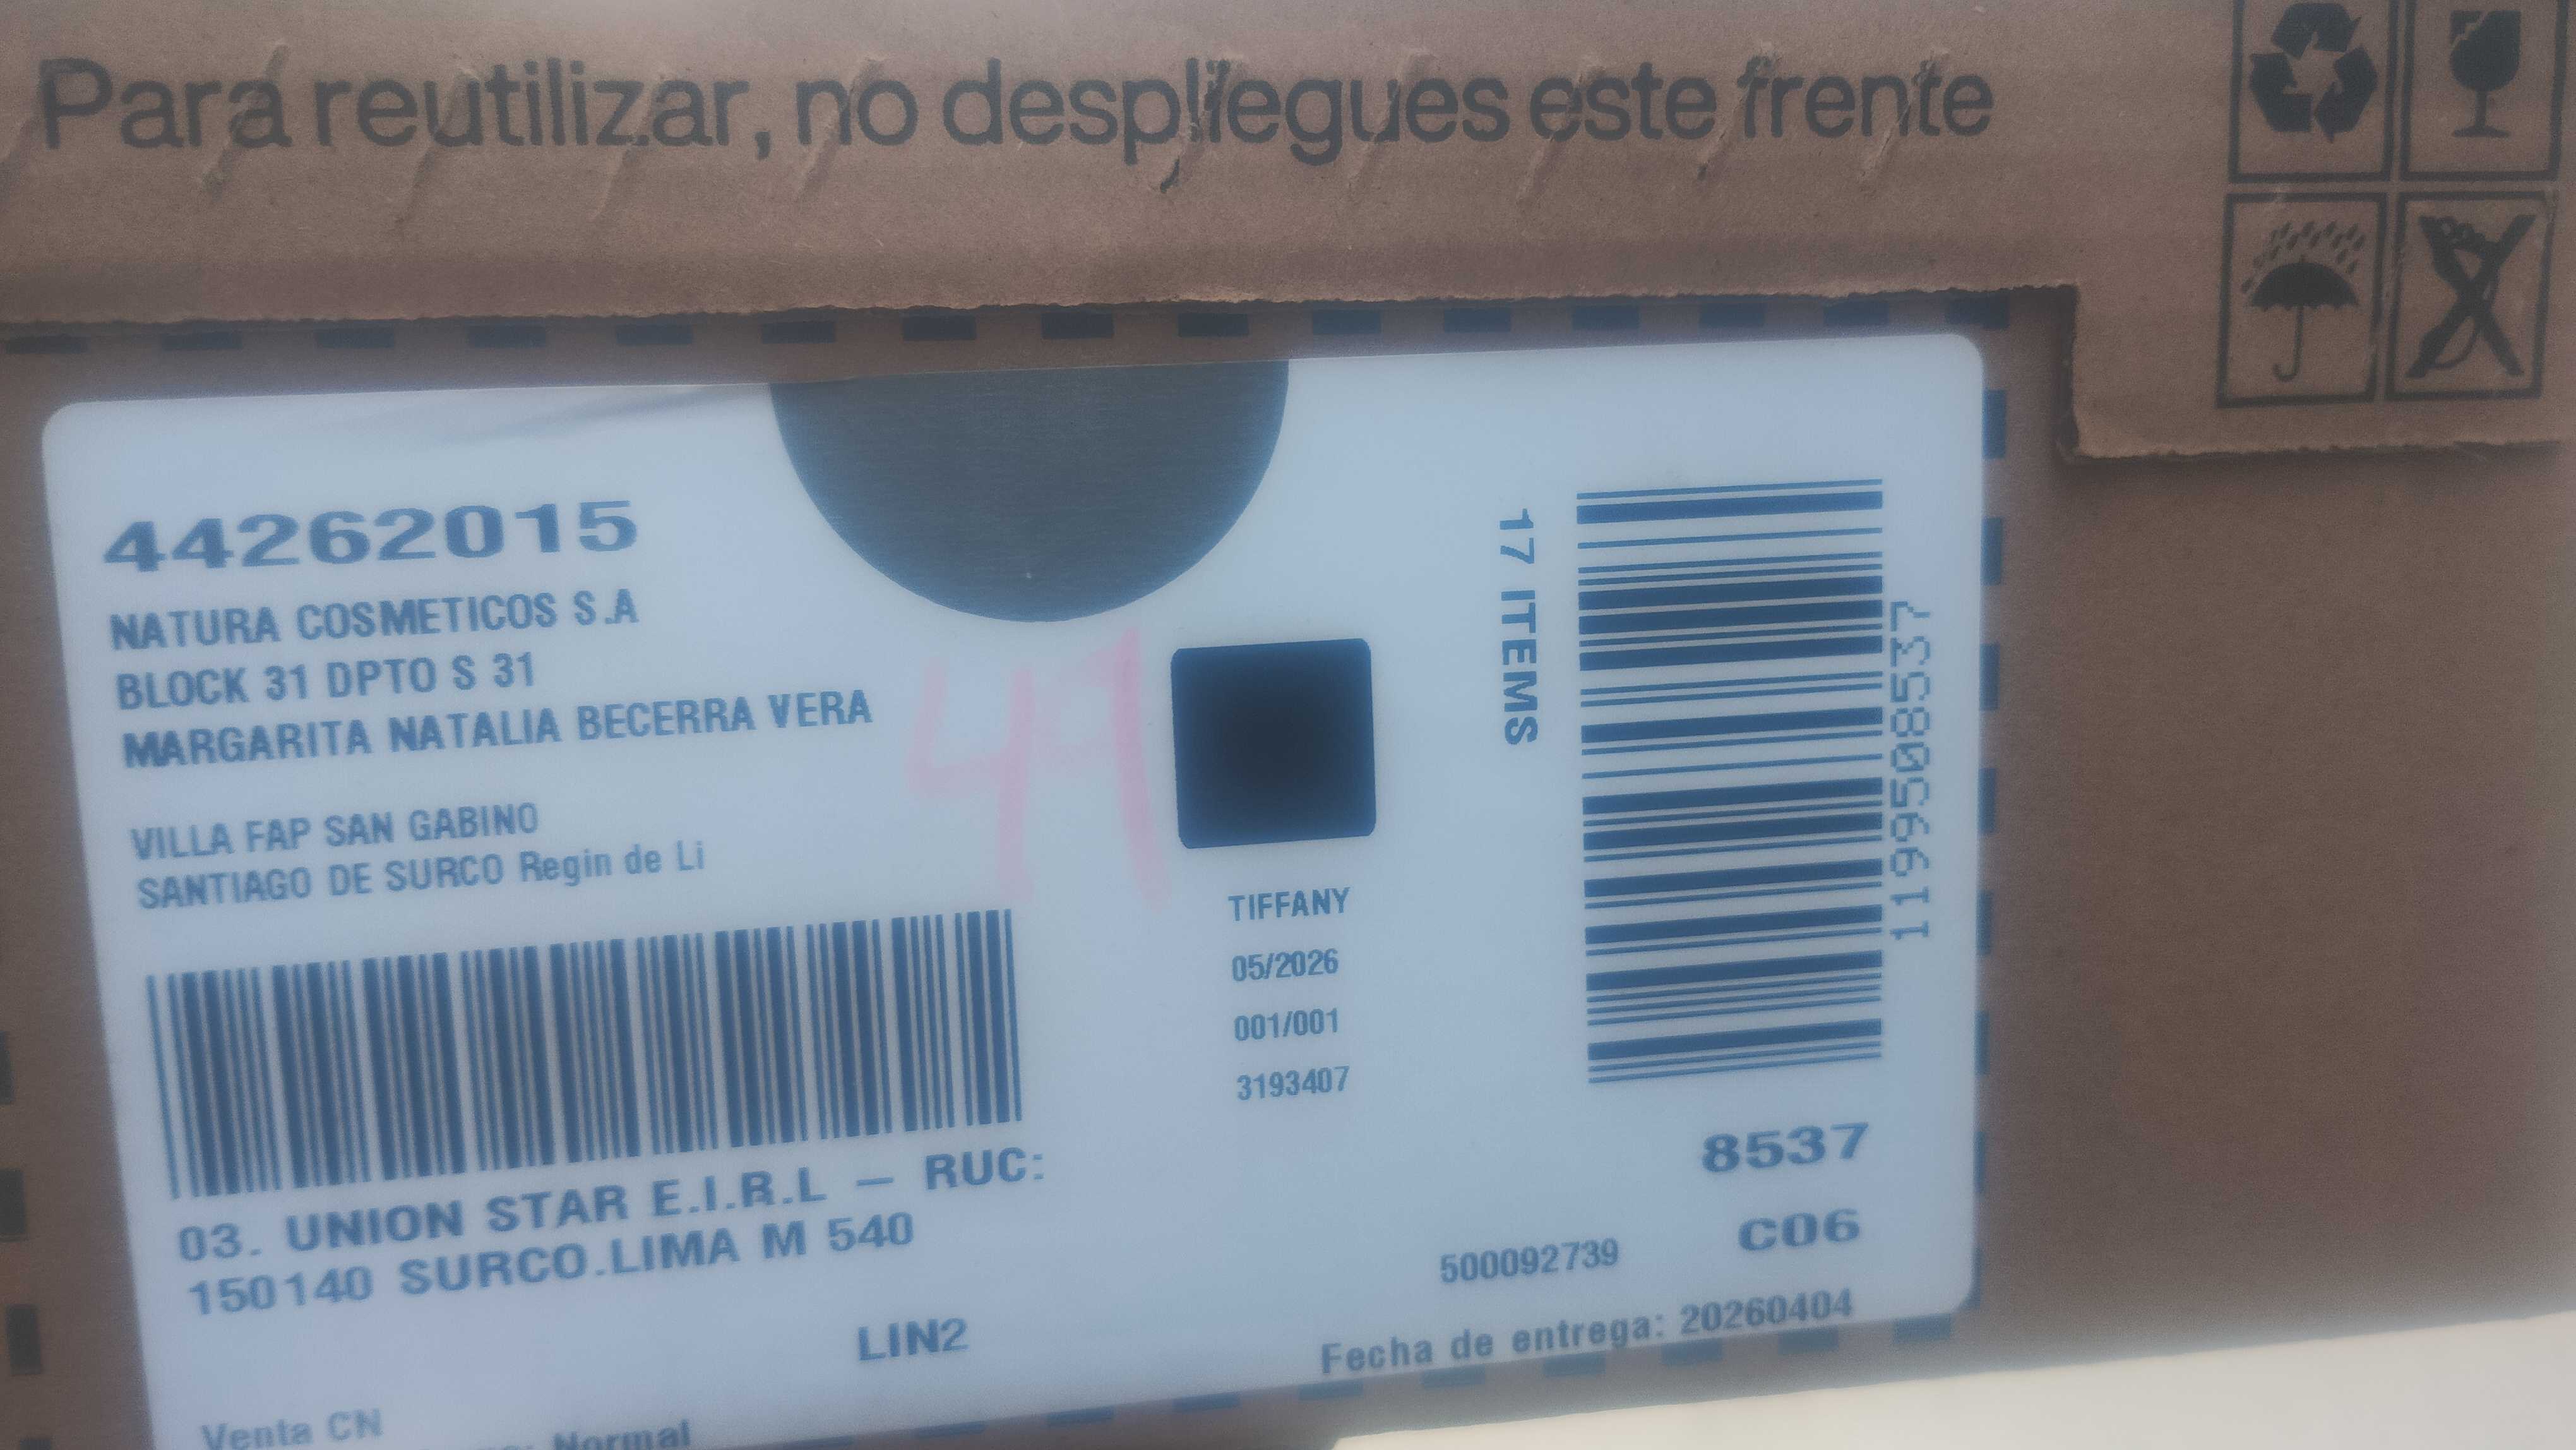 Para reutilizar, no despliegues este frente
44262015
NATURA COSMETICOS S.A
BLOCK 31 DPTO S 31
MARGARITA NATALIA BECERRA VERA
VILLA FAP SAN GABINO
SANTIAGO DE SURCO Regin de Li
41
03. UNION STAR E.I.R.L – RUC:
150140 SURCO.LIMA M 540
LIN2
Venta CN
Normal
TIFFANY
05/2026
001/001
3193407
17 ITEMS
1199508537
8537
C06
500092739
Fecha de entrega: 20260404